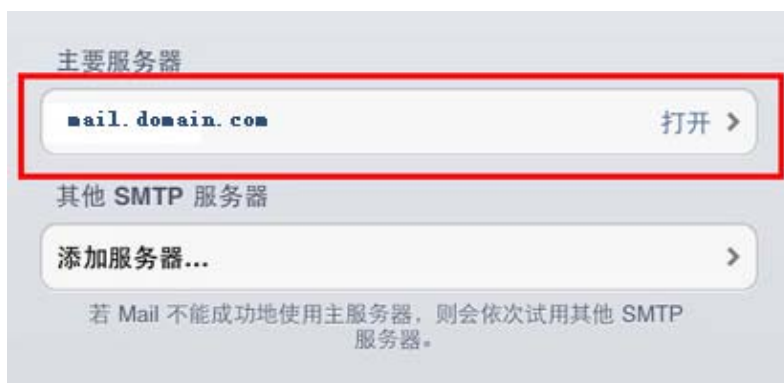 主要服务器
mail.domain.com
打开
其他 SMTP 服务器
添加服务器...
若 Mail 不能成功地使用主服务器，则会依次试用其他 SMTP
服务器。